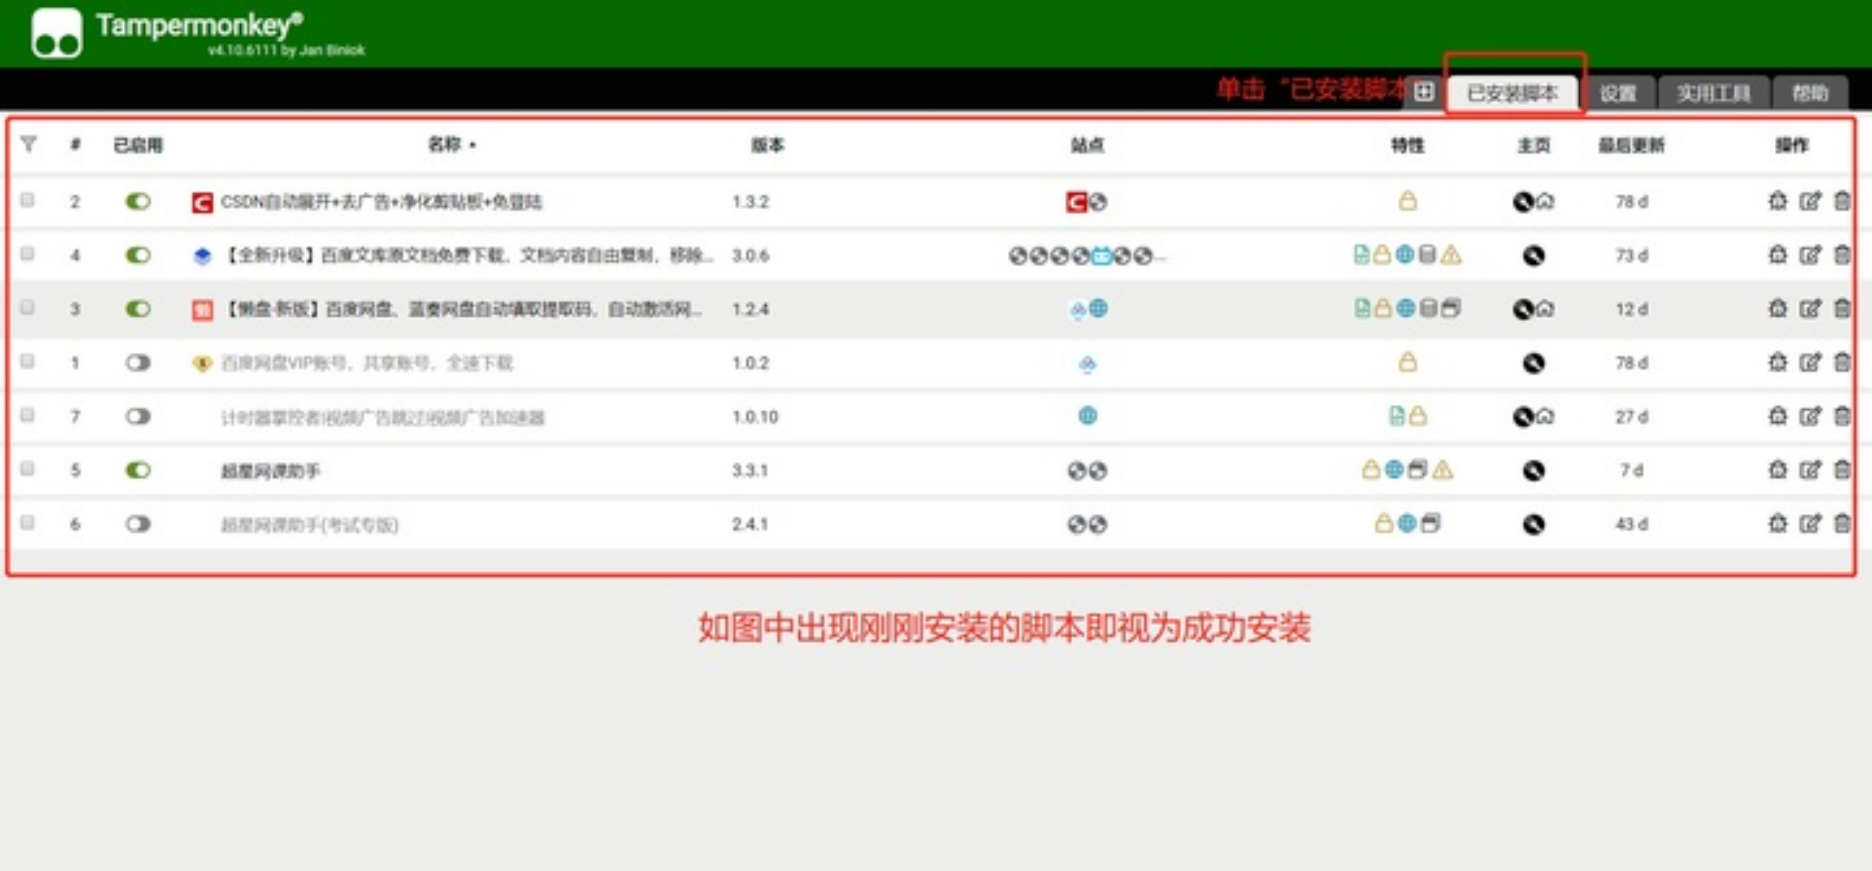 Tampermonkey®
v4.10.6111 by Jan Biniok
单击 “已安装脚本
已安装脚本 设置 实用工具 帮助
# 已启用 名称 版本 站点 特性 主页 最后更新 操作
2 CSDN自动展开+去广告+净化剪贴板+免登陆 1.3.2 78 d
4 【全新升级】百度文库原文档免费下载，文档内容自由复制，移除... 3.0.6 ... 73 d
3 【懒盘·新版】百度网盘、蓝奏网盘自动填取提取码，自动激活网... 1.2.4 12 d
1 百度网盘VIP账号，共享账号，全速下载 1.0.2 78 d
7 计时器掌控者|视频广告跳过|视频广告加速器 1.0.10 27 d
5 超星网课助手 3.3.1 7 d
6 超星网课助手(考试专版) 2.4.1 43 d
如图中出现刚刚安装的脚本即视为成功安装